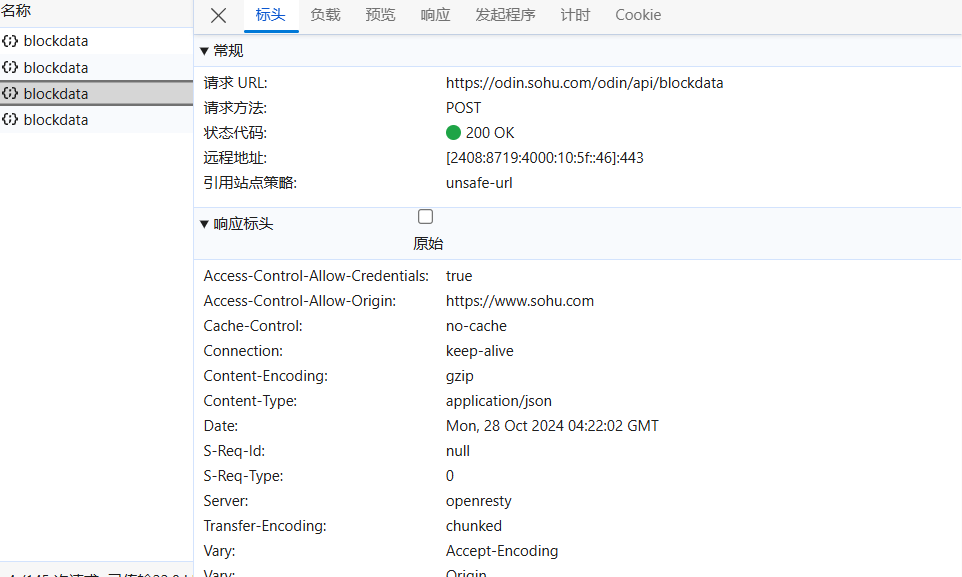 名称
blockdata
blockdata
blockdata
blockdata
标头 负载 预览 响应 发起程序 计时 Cookie
▼ 常规
请求 URL: https://odin.sohu.com/odin/api/blockdata
请求方法: POST
状态代码: 200 OK
远程地址: [2408:8719:4000:10:5f::46]:443
引用站点策略: unsafe-url
▼ 响应标头
原始
Access-Control-Allow-Credentials: true
Access-Control-Allow-Origin: https://www.sohu.com
Cache-Control: no-cache
Connection: keep-alive
Content-Encoding: gzip
Content-Type: application/json
Date: Mon, 28 Oct 2024 04:22:02 GMT
S-Req-Id: null
S-Req-Type: 0
Server: openresty
Transfer-Encoding: chunked
Vary: Accept-Encoding
Vary: Origin